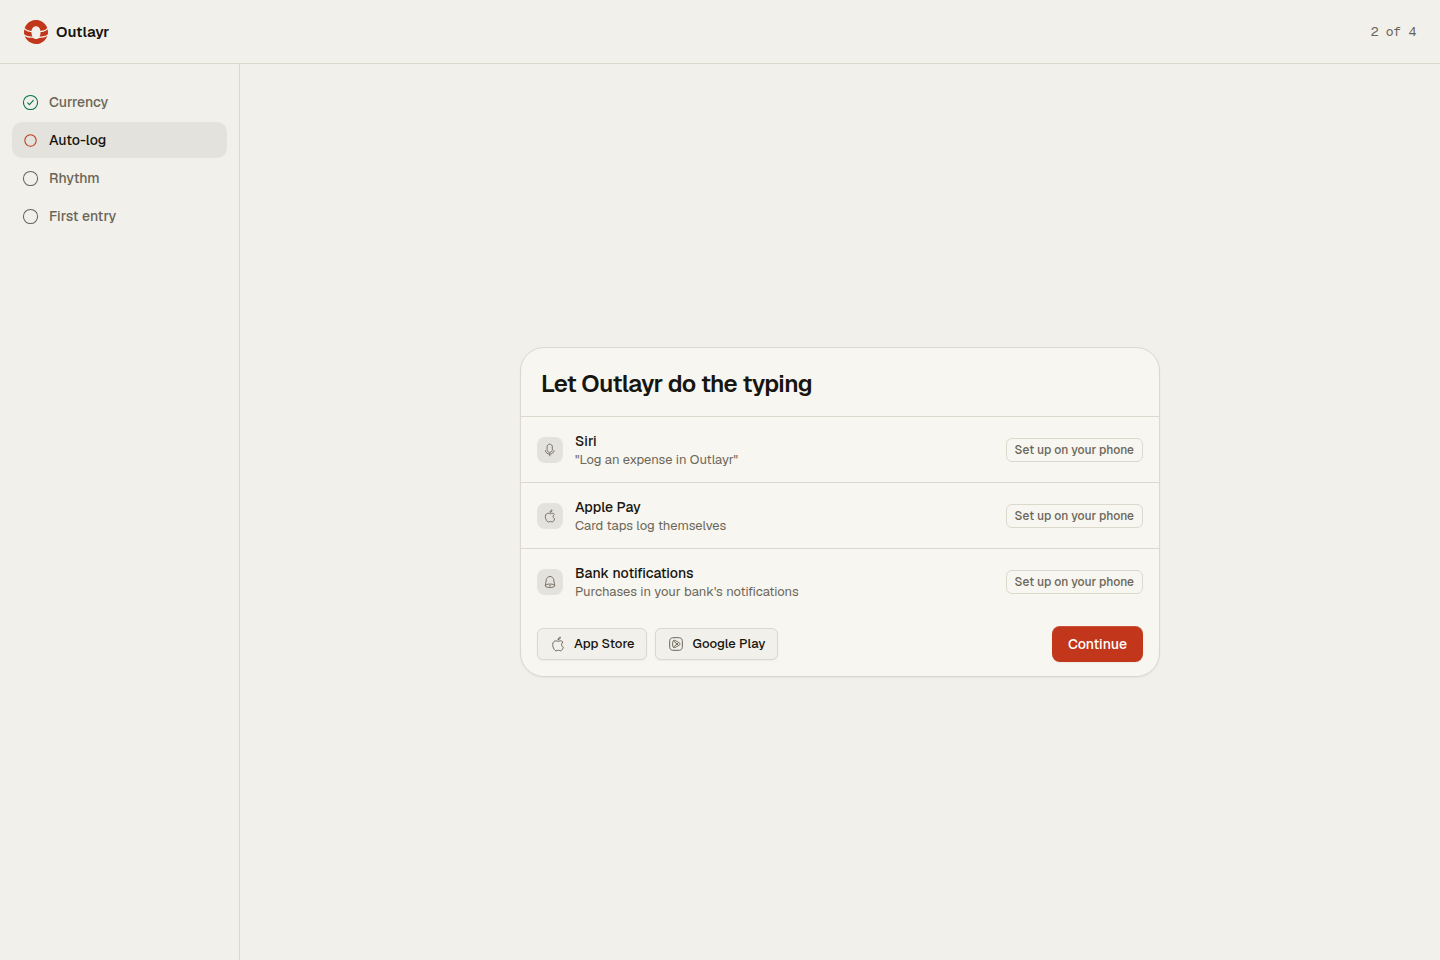 Outlayr
2 of 4
Currency
Auto-log
Rhythm
First entry
Let Outlayr do the typing
Siri
"Log an expense in Outlayr"
Set up on your phone
Apple Pay
Card taps log themselves
Set up on your phone
Bank notifications
Purchases in your bank's notifications
Set up on your phone
App Store
Google Play
Continue